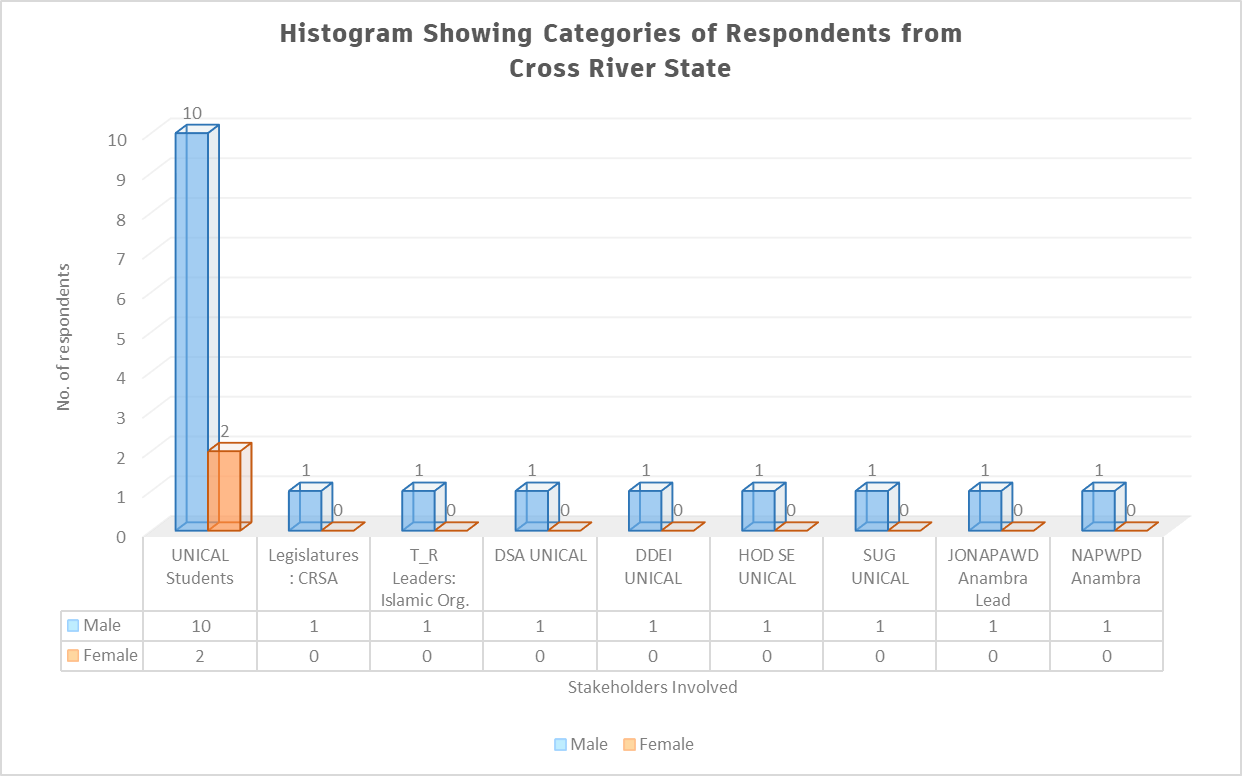 Histogram Showing Categories of Respondents from
Cross River State
No. of respondents
10
9
8
7
6
5
4
3
2
1
0
10
2
1
0
1
0
1
0
1
0
1
0
1
0
1
0
1
0
UNICAL
Students
Legislatures
: CRSA
T_R
Leaders:
Islamic Org.
DSA UNICAL
DDEI
UNICAL
HOD SE
UNICAL
SUG
UNICAL
JONAPAWD
Anambra
Lead
NAPWPD
Anambra
Male 10 1 1 1 1 1 1 1 1
Female 2 0 0 0 0 0 0 0 0
Stakeholders Involved
Male Female